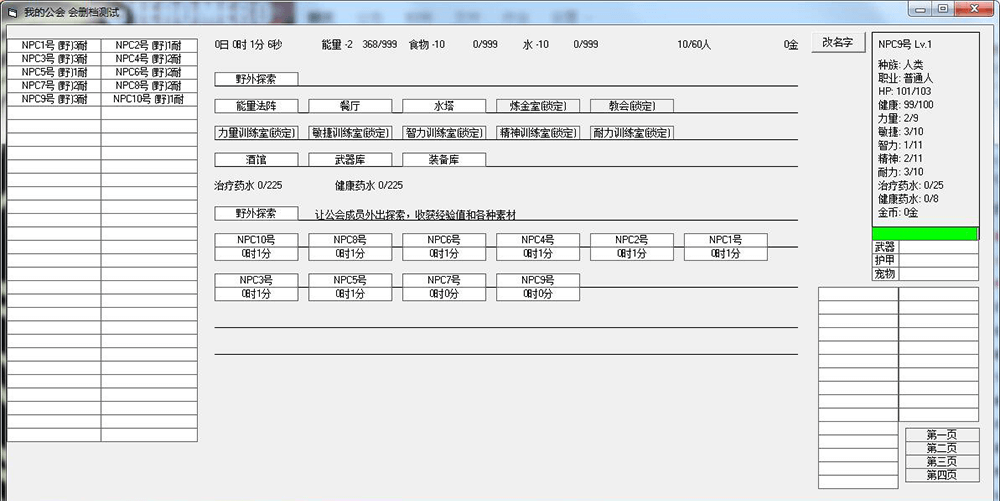 我的公会 会删档测试
NPC1号 (野)3耐 NPC2号 (野)1耐
NPC3号 (野)3耐 NPC4号 (野)2耐
NPC5号 (野)1耐 NPC6号 (野)2耐
NPC7号 (野)2耐 NPC8号 (野)2耐
NPC9号 (野)3耐 NPC10号 (野)1耐
0日 0时 1分 6秒 能量 -2 368/999 食物 -10 0/999 水 -10 0/999 10/60人 0金
野外探索
能量法阵 餐厅 水塔 炼金室(锁定) 教会(锁定)
力量训练室(锁定) 敏捷训练室(锁定) 智力训练室(锁定) 精神训练室(锁定) 耐力训练室(锁定)
酒馆 武器库 装备库
治疗药水 0/225 健康药水 0/225
野外探索 让公会成员外出探索，收获经验值和各种素材
NPC10号 NPC8号 NPC6号 NPC4号 NPC2号 NPC1号
0时1分 0时1分 0时1分 0时1分 0时1分 0时1分
NPC3号 NPC5号 NPC7号 NPC9号
0时1分 0时1分 0时0分 0时0分
改名字
NPC9号 Lv.1
种族: 人类
职业: 普通人
HP: 101/103
健康: 99/100
力量: 2/9
敏捷: 3/10
智力: 1/11
精神: 2/11
耐力: 3/10
治疗药水: 0/25
健康药水: 0/8
金币: 0金
武器
护甲
宠物
第一页
第二页
第三页
第四页